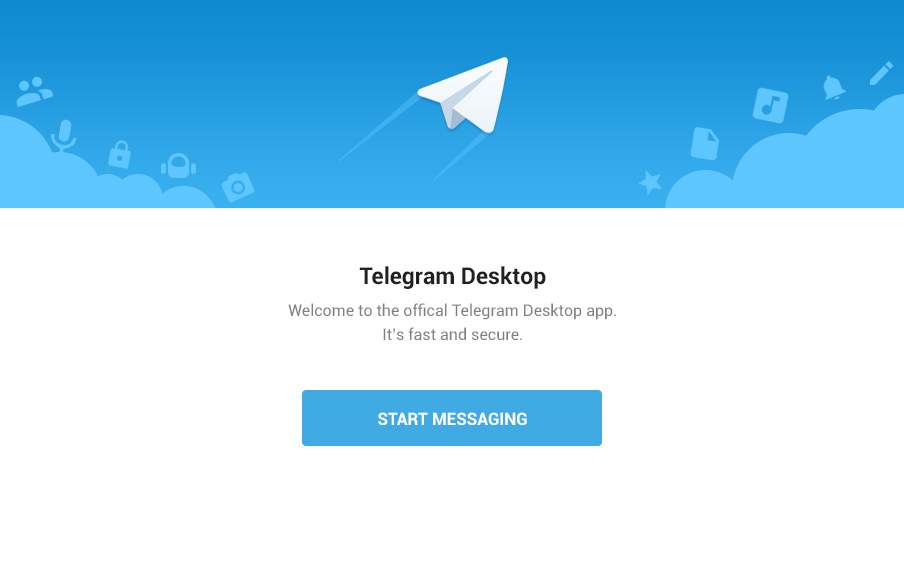 Telegram Desktop
Welcome to the offical Telegram Desktop app.
It's fast and secure.
START MESSAGING